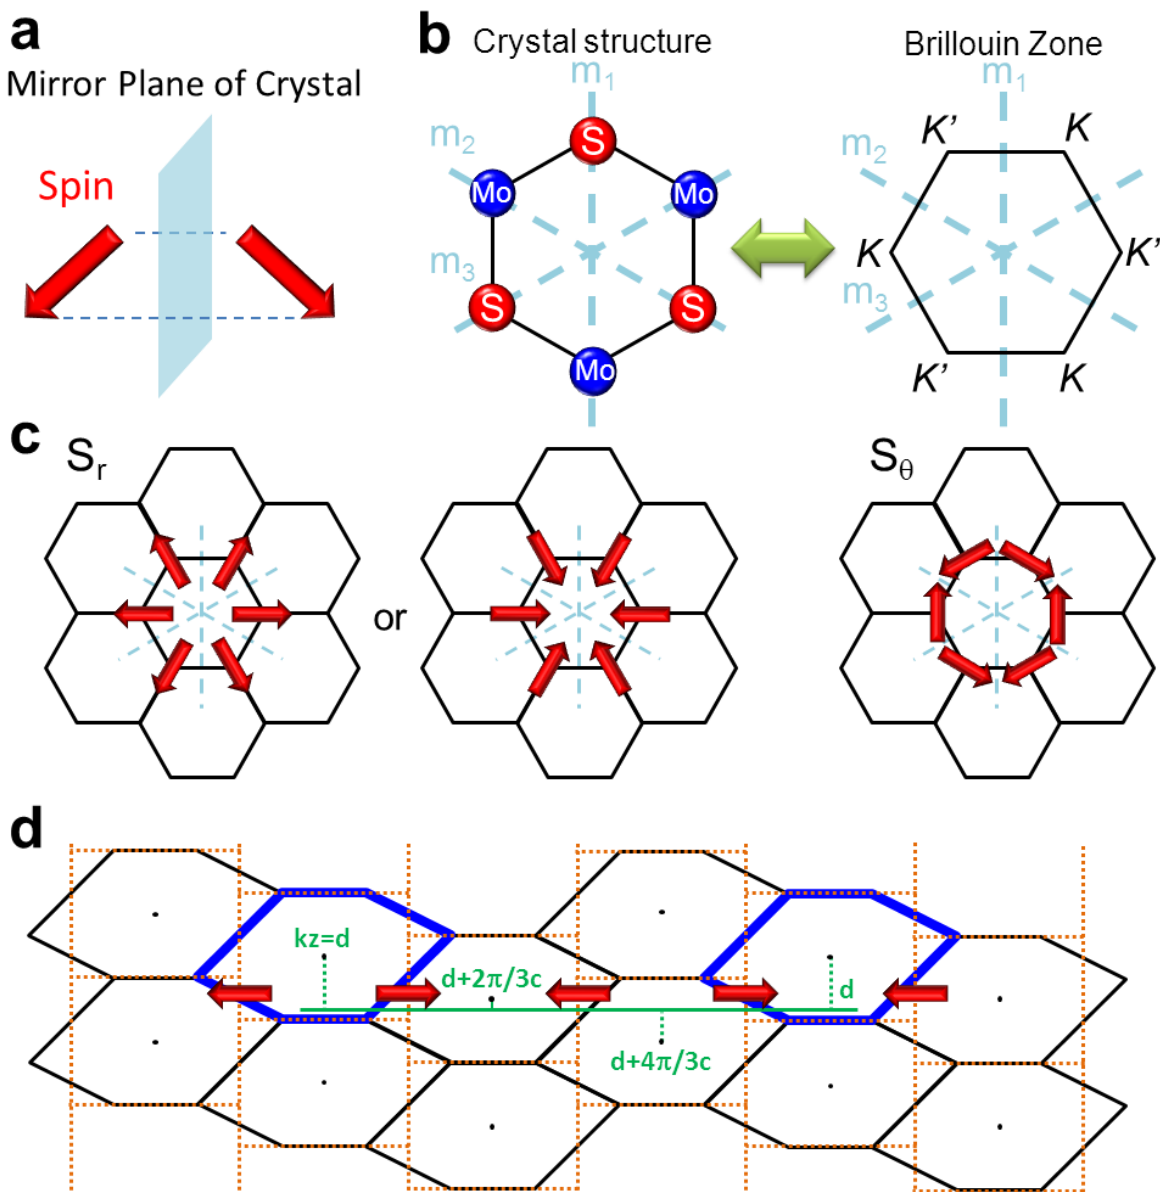 a
Mirror Plane of Crystal
Spin
b
Crystal structure
m1
m2
m3
S
Mo
Mo
S
S
Mo
Brillouin Zone
m1
m2
m3
K'
K
K
K'
K'
K
c
Sr
or
Sθ
d
kz=d
d+2π/3c
d
d+4π/3c